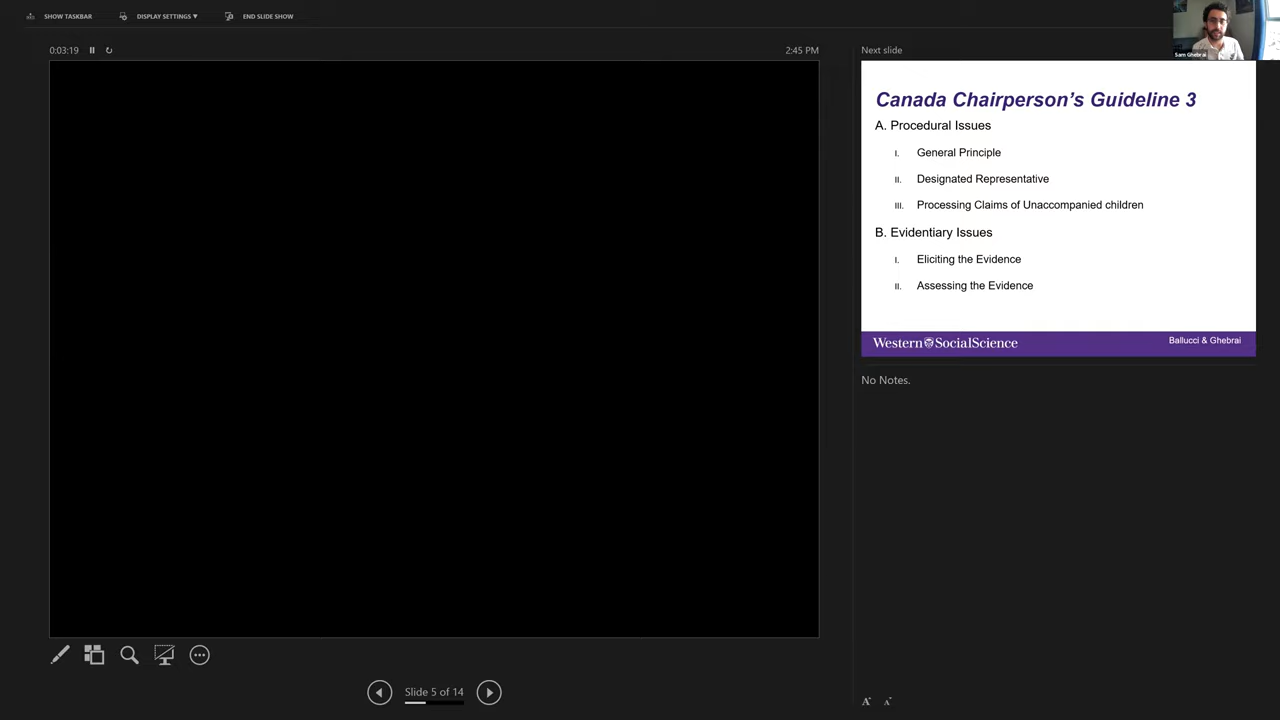 SHOW TASKBAR
DISPLAY SETTINGS ▼
END SLIDE SHOW
0:03:19
2:45 PM
Sam Ghebrai
Next slide
Canada Chairperson's Guideline 3
A. Procedural Issues
I. General Principle
II. Designated Representative
III. Processing Claims of Unaccompanied children
B. Evidentiary Issues
I. Eliciting the Evidence
II. Assessing the Evidence
Western SocialScience
Ballucci & Ghebrai
No Notes.
Slide 5 of 14
A A